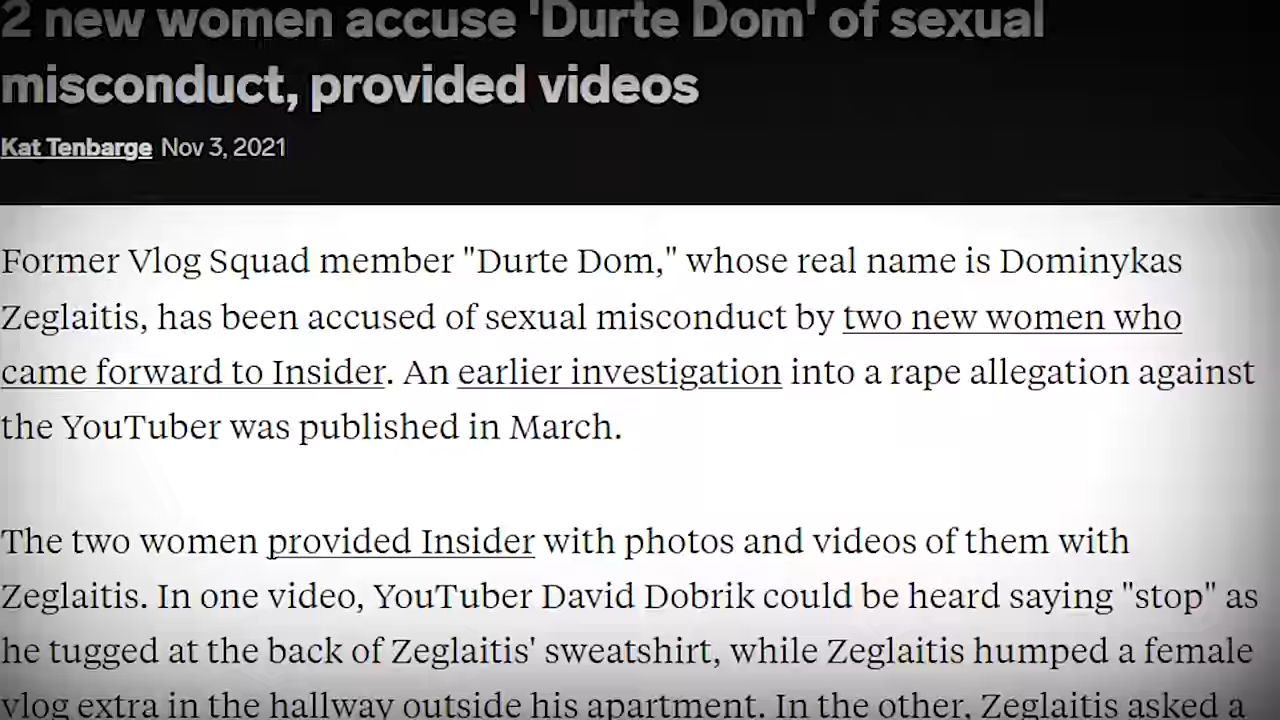 2 new women accuse 'Durte Dom' of sexual
misconduct, provided videos
Kat Tenbarge Nov 3, 2021
Former Vlog Squad member "Durte Dom," whose real name is Dominykas
Zeglaitis, has been accused of sexual misconduct by two new women who
came forward to Insider. An earlier investigation into a rape allegation against
the YouTuber was published in March.
The two women provided Insider with photos and videos of them with
Zeglaitis. In one video, YouTuber David Dobrik could be heard saying "stop" as
he tugged at the back of Zeglaitis' sweatshirt, while Zeglaitis humped a female
vlog extra in the hallway outside his apartment. In the other, Zeglaitis asked a